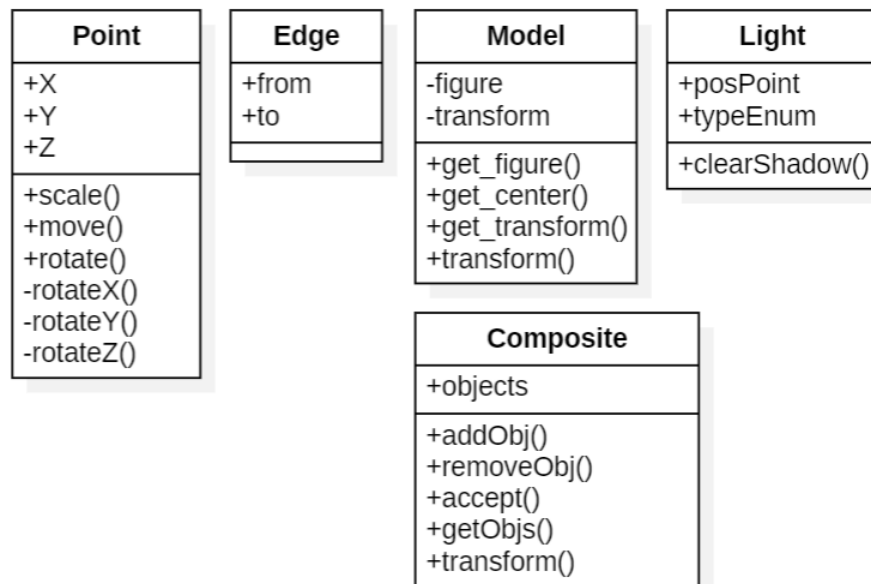 Point
+X
+Y
+Z
+scale()
+move()
+rotate()
-rotateX()
-rotateY()
-rotateZ()
Edge
+from
+to
Model
-figure
-transform
+get_figure()
+get_center()
+get_transform()
+transform()
Light
+posPoint
+typeEnum
+clearShadow()
Composite
+objects
+addObj()
+removeObj()
+accept()
+getObjs()
+transform()